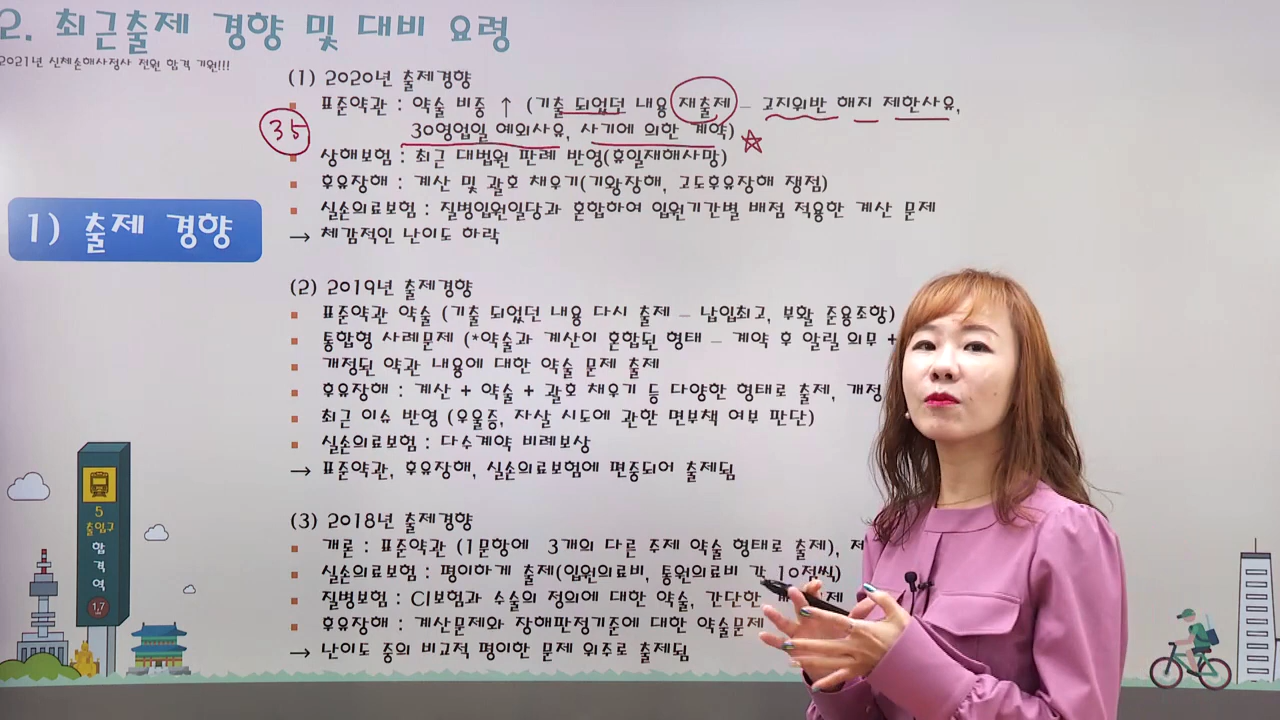 2. 최근출제 경향 및 대비 요령
2021년 신체손해사정사 전원 합격 기원!!!
1) 출제 경향
(1) 2020년 출제경향
표준약관 : 약술 비중 ↑ (기출 되었던 내용 재출제 – 고지위반 해지 제한사유,
35
30영업일 예외사유, 사기에 의한 계약)
상해보험 : 최근 대법원 판례 반영(휴일재해사망)
후유장해 : 계산 및 괄호 채우기(기왕장해, 고도후유장해 쟁점)
실손의료보험 : 질병입원일당과 혼합하여 입원기간별 배점 적용한 계산 문제
→ 체감적인 난이도 하락
(2) 2019년 출제경향
표준약관 약술 (기출 되었던 내용 다시 출제 – 납입최고, 부활 준용조항)
통합형 사례문제 (*약술과 계산이 혼합된 형태 – 계약 후 알릴 의무 +
개정된 약관 내용에 대한 약술 문제 출제
후유장해 : 계산 + 약술 + 괄호 채우기 등 다양한 형태로 출제, 개정
최근 이슈 반영 (우울증, 자살 시도에 관한 면부책 여부 판단)
실손의료보험 : 다수계약 비례보상
→ 표준약관, 후유장해, 실손의료보험에 편중되어 출제됨
(3) 2018년 출제경향
개론 : 표준약관 (1문항에 3개의 다른 주제 약술 형태로 출제),
실손의료보험 : 평이하게 출제(입원의료비, 통원의료비 각 10점씩)
질병보험 : CI보험과 수술의 정의에 대한 약술, 간단한
후유장해 : 계산문제와 장해판정기준에 대한 약술문제
→ 난이도 중의 비교적 평이한 문제 위주로 출제됨
5
출입구
합
격
역
17